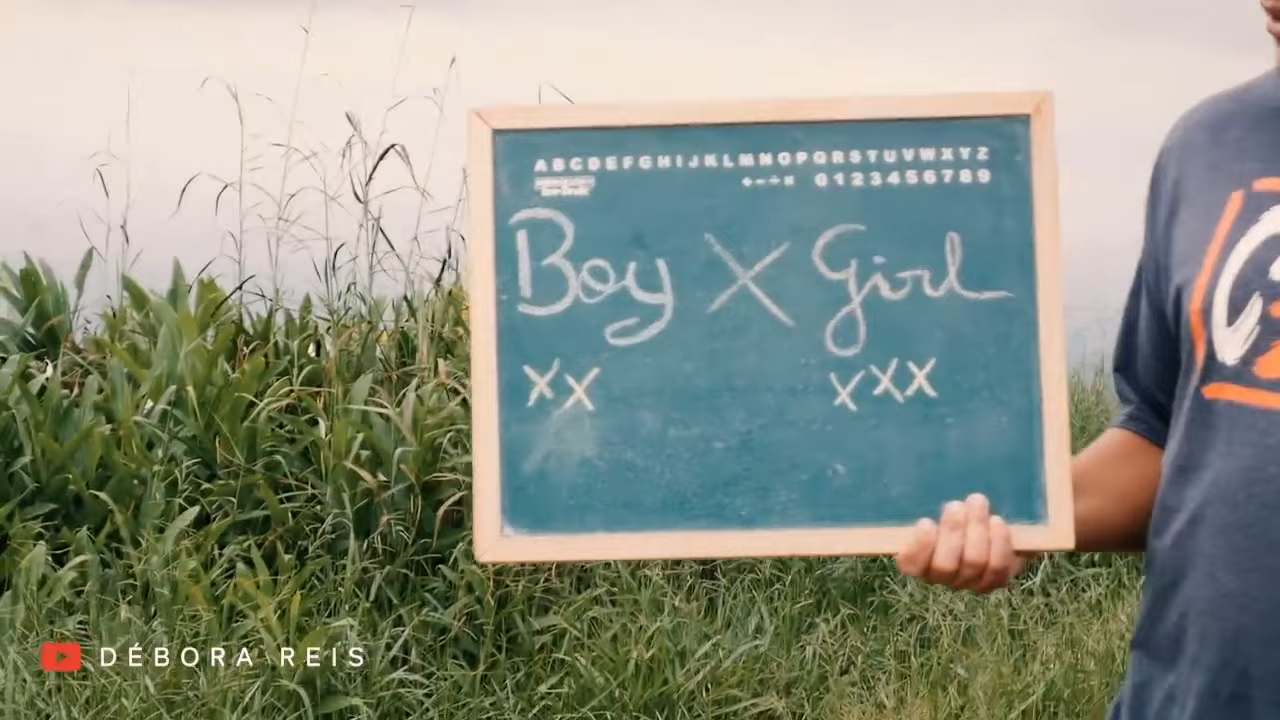 ABCDEFGHIJKLMNOPQRSTUVWXYZ
+-÷× 0123456789
Boy X Girl
XX XXX
DÉBORA REIS